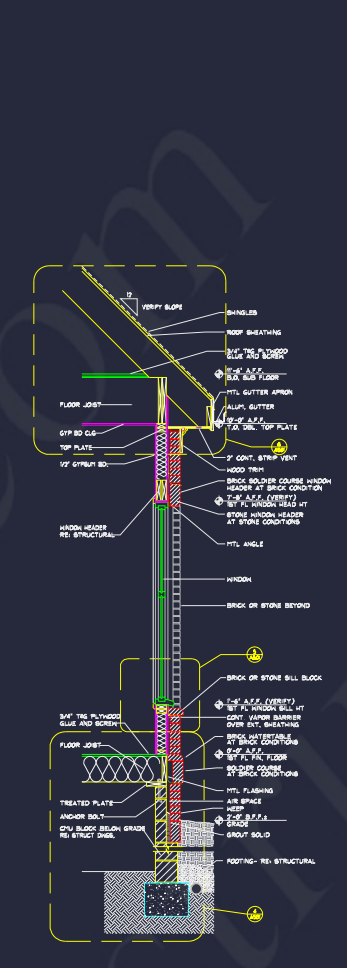 12
VERIFY SLOPE
SHINGLES
ROOF SHEATHING
3/4" T&G PLYWOOD
GLUE AND SCREW
11'-6" A.F.F.
B.O. SUB FLOOR
MTL GUTTER APRON
FLOOR JOIST
ALUM. GUTTER
10'-0" A.F.F.
T.O. DBL. TOP PLATE
GYP BD CLG
TOP PLATE
1/2" GYPSUM BD.
2" CONT. STRIP VENT
WOOD TRIM
BRICK SOLDIER COURSE WINDOW
HEADER AT BRICK CONDITION
7'-8" A.F.F. (VERIFY)
1ST FL WINDOW HEAD HT
STONE WINDOW HEADER
AT STONE CONDITIONS
WINDOW HEADER
RE: STRUCTURAL
MTL ANGLE
WINDOW
BRICK OR STONE BEYOND
5
BRICK OR STONE SILL BLOCK
1'-6" A.F.F. (VERIFY)
1ST FL WINDOW SILL HT
3/4" T&G PLYWOOD
GLUE AND SCREW
CONT. VAPOR BARRIER
OVER EXT. SHEATHING
BRICK WATERTABLE
AT BRICK CONDITIONS
FLOOR JOIST
0'-0" A.F.F.
1ST FL FIN. FLOOR
SOLDIER COURSE
AT BRICK CONDITIONS
MTL FLASHING
TREATED PLATE
AIR SPACE
WEEP
ANCHOR BOLT
2'-0" B.F.F.±
GRADE
CMU BLOCK BELOW GRADE
RE: STRUCT DWGS.
GROUT SOLID
FOOTING- RE: STRUCTURAL
4
com